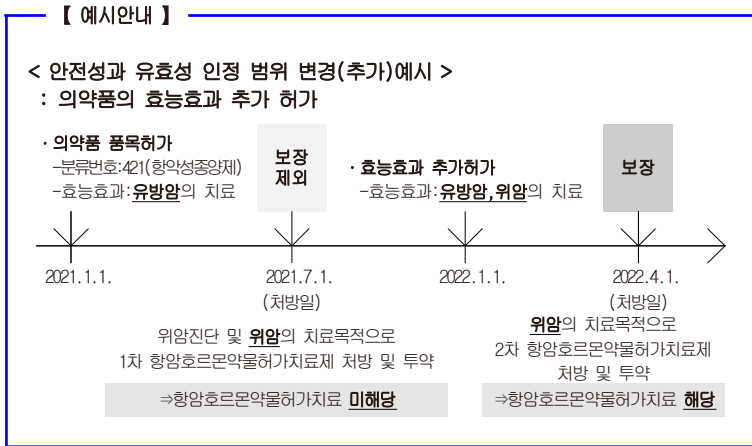 【 예시안내 】
< 안전성과 유효성 인정 범위 변경(추가)예시 >
: 의약품의 효능효과 추가 허가
· 의약품 품목허가
-분류번호:421(항악성종양제)
-효능효과:유방암의 치료
보장
제외
· 효능효과 추가허가
-효능효과:유방암,위암의 치료
보장
2021.1.1.
2021.7.1.
(처방일)
2022.1.1.
2022.4.1.
(처방일)
위암진단 및 위암의 치료목적으로
1차 항암호르몬약물허가치료제 처방 및 투약
⇒항암호르몬약물허가치료 미해당
위암의 치료목적으로
2차 항암호르몬약물허가치료제
처방 및 투약
⇒항암호르몬약물허가치료 해당